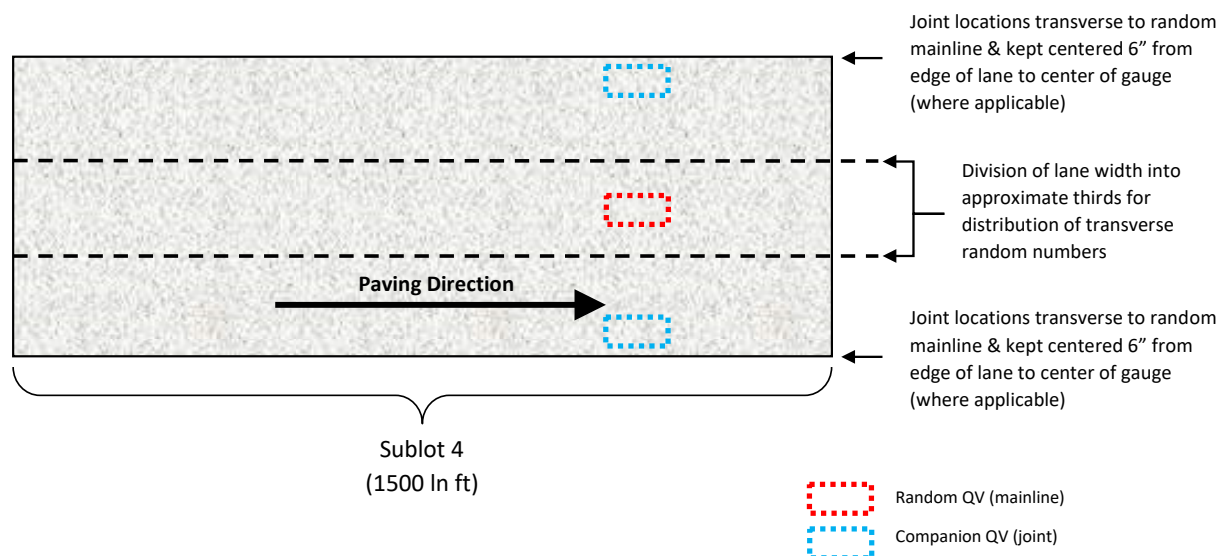 Joint locations transverse to random
mainline & kept centered 6” from
edge of lane to center of gauge
(where applicable)
Division of lane width into
approximate thirds for
distribution of transverse
random numbers
Paving Direction
Joint locations transverse to random
mainline & kept centered 6” from
edge of lane to center of gauge
(where applicable)
Sublot 4
(1500 ln ft)
Random QV (mainline)
Companion QV (joint)